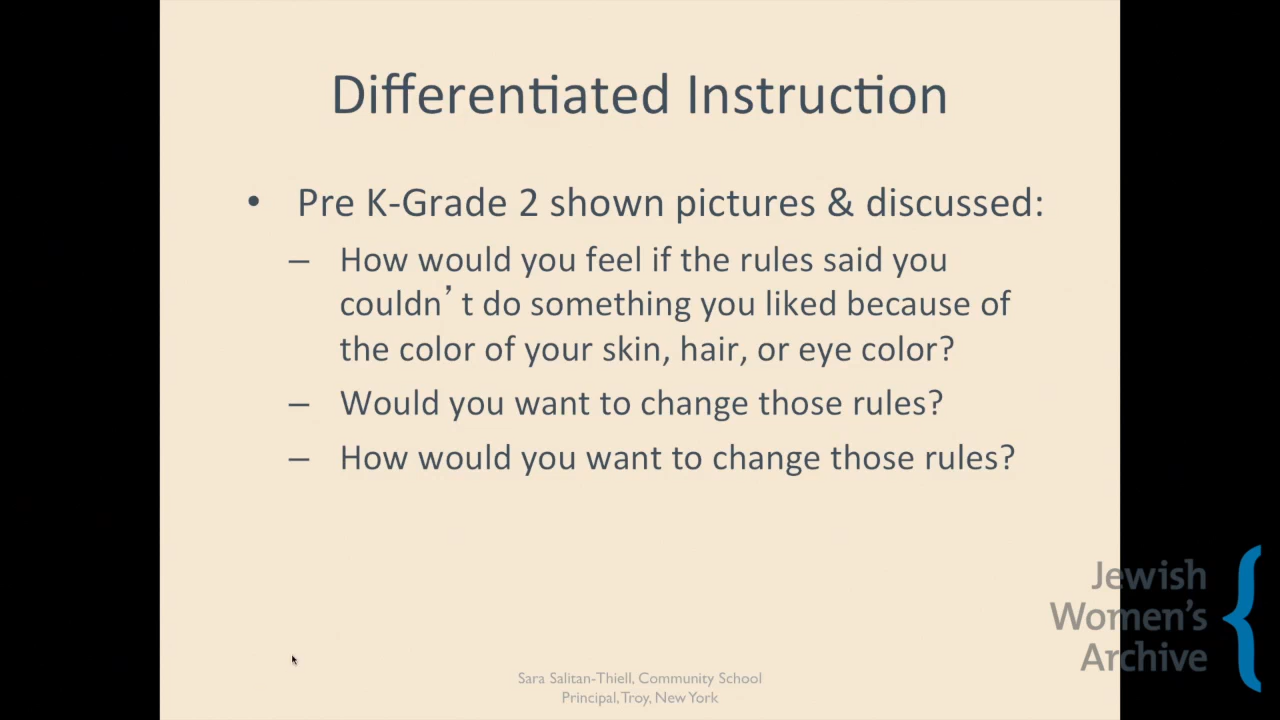 Differentiated Instruction
• Pre K-Grade 2 shown pictures & discussed:
– How would you feel if the rules said you
couldn't do something you liked because of
the color of your skin, hair, or eye color?
– Would you want to change those rules?
– How would you want to change those rules?
Jewish
Women's
Archive
Sara Salitan-Thiell, Community School
Principal, Troy, New York